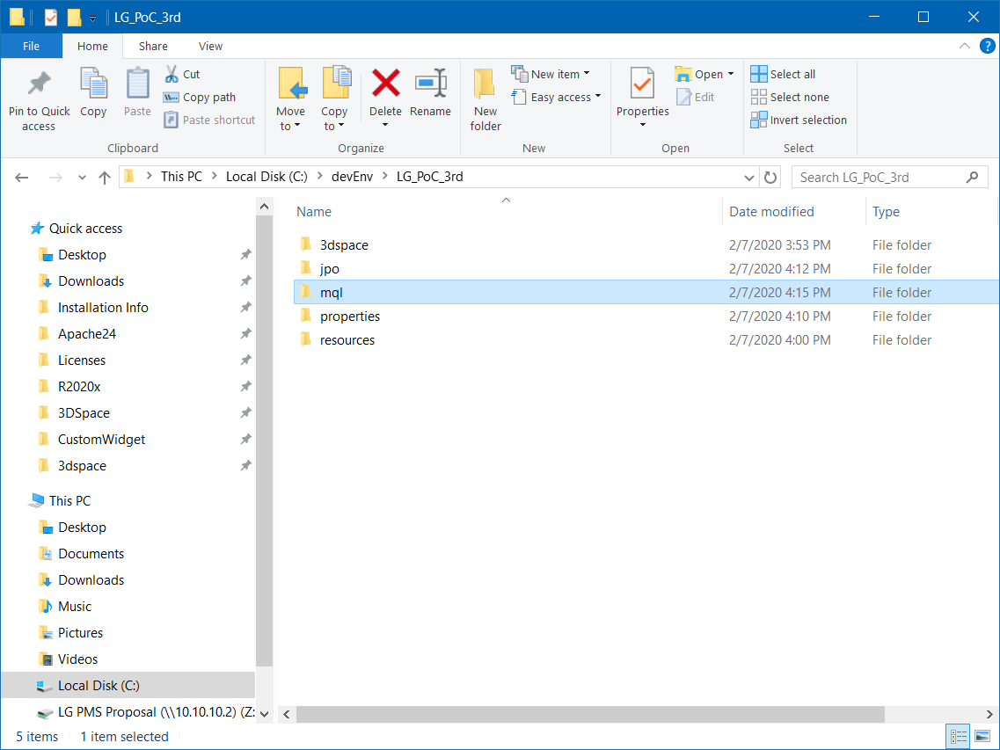 LG_PoC_3rd
File Home Share View
Pin to Quick access
Copy
Paste
Cut
Copy path
Paste shortcut
Clipboard
Move to
Copy to
Delete
Rename
Organize
New folder
New item
Easy access
New
Properties
Open
Edit
Open
Select all
Select none
Invert selection
Select
This PC > Local Disk (C:) > devEnv > LG_PoC_3rd
Search LG_PoC_3rd
Quick access
Desktop
Downloads
Installation Info
Apache24
Licenses
R2020x
3DSpace
CustomWidget
3dspace
This PC
Desktop
Documents
Downloads
Music
Pictures
Videos
Local Disk (C:)
LG PMS Proposal (\\10.10.10.2) (Z:
Name Date modified Type
3dspace 2/7/2020 3:53 PM File folder
jpo 2/7/2020 4:12 PM File folder
mql 2/7/2020 4:15 PM File folder
properties 2/7/2020 4:10 PM File folder
resources 2/7/2020 4:00 PM File folder
5 items 1 item selected